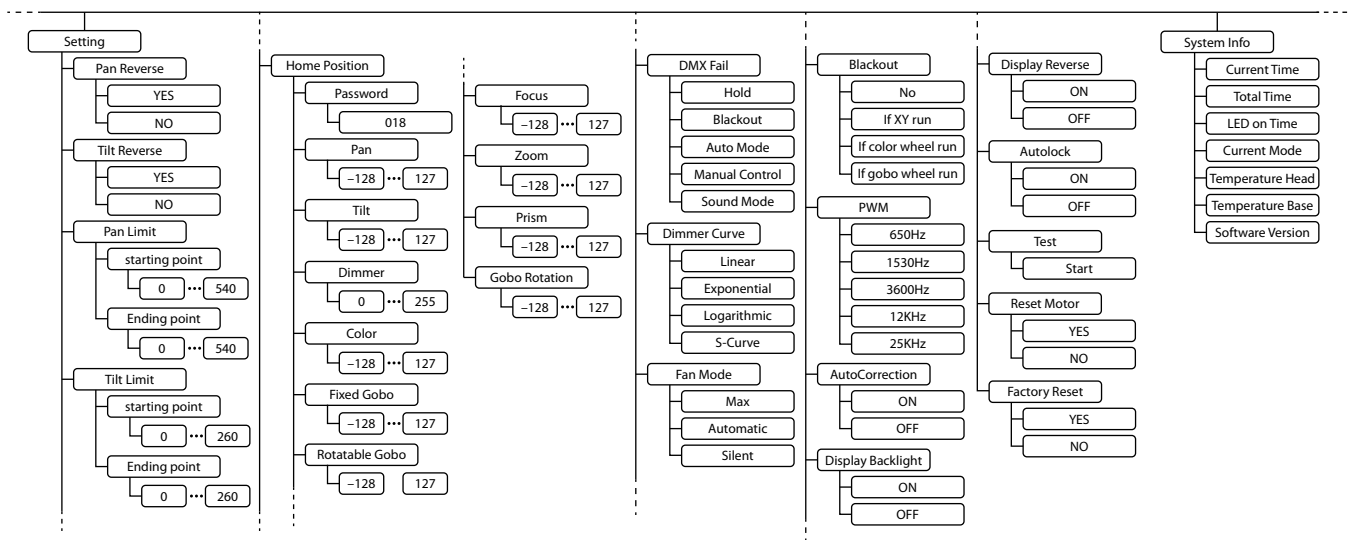 Setting
Pan Reverse
YES
NO
Tilt Reverse
YES
NO
Pan Limit
starting point
0 ••• 540
Ending point
0 ••• 540
Tilt Limit
starting point
0 ••• 260
Ending point
0 ••• 260
Home Position
Password
018
Pan
–128 ••• 127
Tilt
–128 ••• 127
Dimmer
0 ••• 255
Color
–128 ••• 127
Fixed Gobo
–128 ••• 127
Rotatable Gobo
–128 127
Focus
–128 ••• 127
Zoom
–128 ••• 127
Prism
–128 ••• 127
Gobo Rotation
–128 ••• 127
DMX Fail
Hold
Blackout
Auto Mode
Manual Control
Sound Mode
Dimmer Curve
Linear
Exponential
Logarithmic
S-Curve
Fan Mode
Max
Automatic
Silent
Blackout
No
If XY run
If color wheel run
If gobo wheel run
PWM
650Hz
1530Hz
3600Hz
12KHz
25KHz
AutoCorrection
ON
OFF
Display Backlight
ON
OFF
Display Reverse
ON
OFF
Autolock
ON
OFF
Test
Start
Reset Motor
YES
NO
Factory Reset
YES
NO
System Info
Current Time
Total Time
LED on Time
Current Mode
Temperature Head
Temperature Base
Software Version